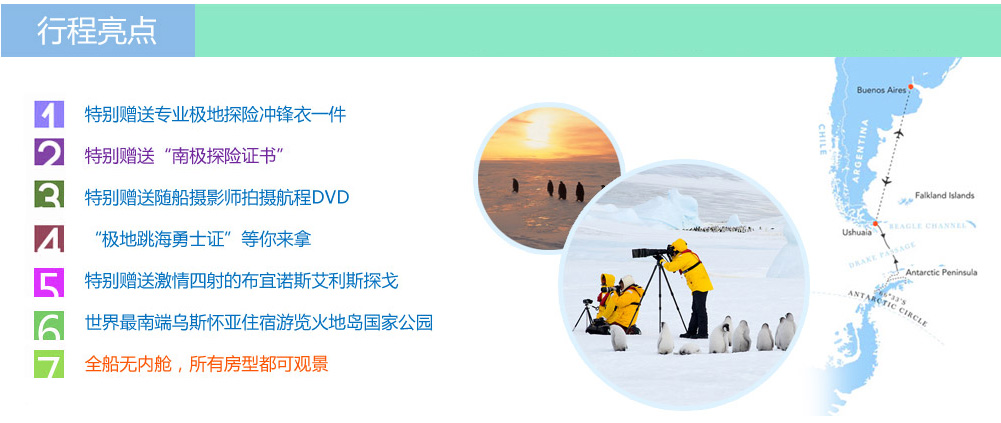 行程亮点
1 特别赠送专业极地探险冲锋衣一件
2 特别赠送“南极探险证书”
3 特别赠送随船摄影师拍摄航程DVD
4 “极地跳海勇士证”等你来拿
5 特别赠送激情四射的布宜诺斯艾利斯探戈
6 世界最南端乌斯怀亚住宿游览火地岛国家公园
7 全船无内舱，所有房型都可观景
Buenos Aires
CHILE
ARGENTINA
Falkland Islands
Ushuaia
BEAGLE CHANNEL
DRAKE PASSAGE
Antarctic Peninsula
66°33'S
ANTARCTIC CIRCLE